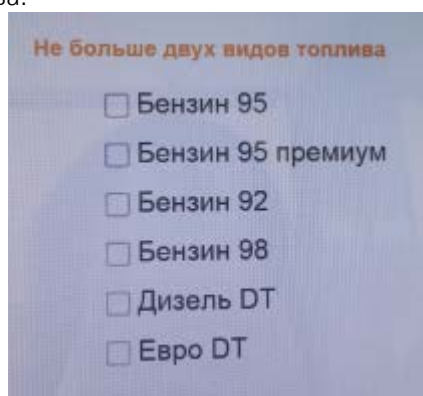 Не больше двух видов топлива
Бензин 95
Бензин 95 премиум
Бензин 92
Бензин 98
Дизель DT
Евро DT